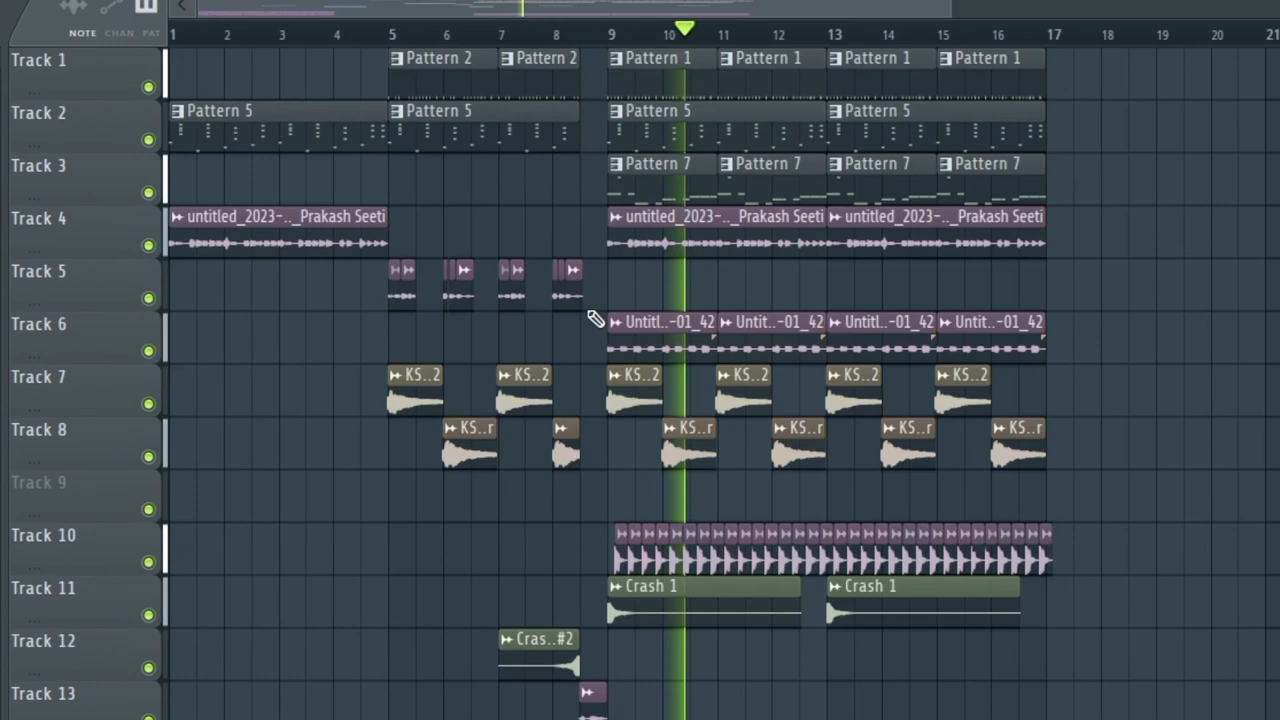 NOTE CHAN PAT
1 2 3 4 5 6 7 8 9 10 11 12 13 14 15 16 17 18 19 20 21
Track 1
Pattern 2 Pattern 2 Pattern 1 Pattern 1 Pattern 1 Pattern 1
Track 2
Pattern 5 Pattern 5 Pattern 5 Pattern 5
Track 3
Pattern 7 Pattern 7 Pattern 7 Pattern 7
Track 4
untitled_2023-.._Prakash Seeti untitled_2023-.._Prakash Seeti untitled_2023-.._Prakash Seeti
Track 5
Track 6
Untitl..-01_42 Untit..-01_42 Untitl..-01_42 Untit..-01_42
Track 7
KS..2 KS..2 KS..2 KS..2 KS..2 KS..2
Track 8
KS..r KS..r KS..r KS..r KS..r
Track 9
Track 10
Track 11
Crash 1 Crash 1
Track 12
Cras..#2
Track 13